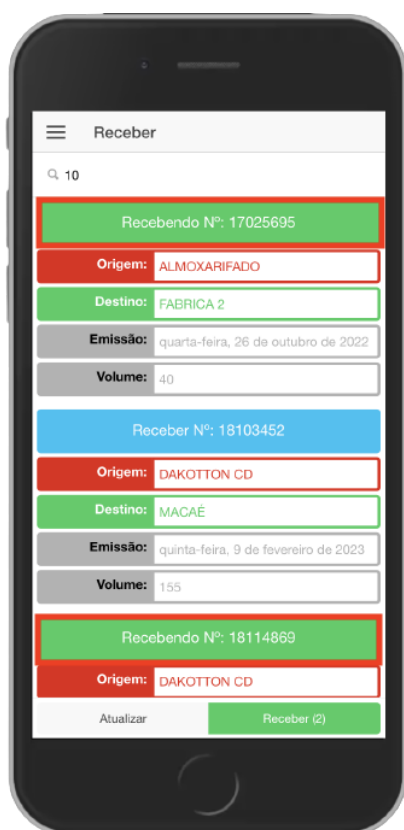 Receber
10
Recebendo Nº: 17025695
Origem: ALMOXARIFADO
Destino: FABRICA 2
Emissão: quarta-feira, 26 de outubro de 2022
Volume: 40
Receber Nº: 18103452
Origem: DAKOTTON CD
Destino: MACAÉ
Emissão: quinta-feira, 9 de fevereiro de 2023
Volume: 155
Recebendo Nº: 18114869
Origem: DAKOTTON CD
Atualizar Receber (2)